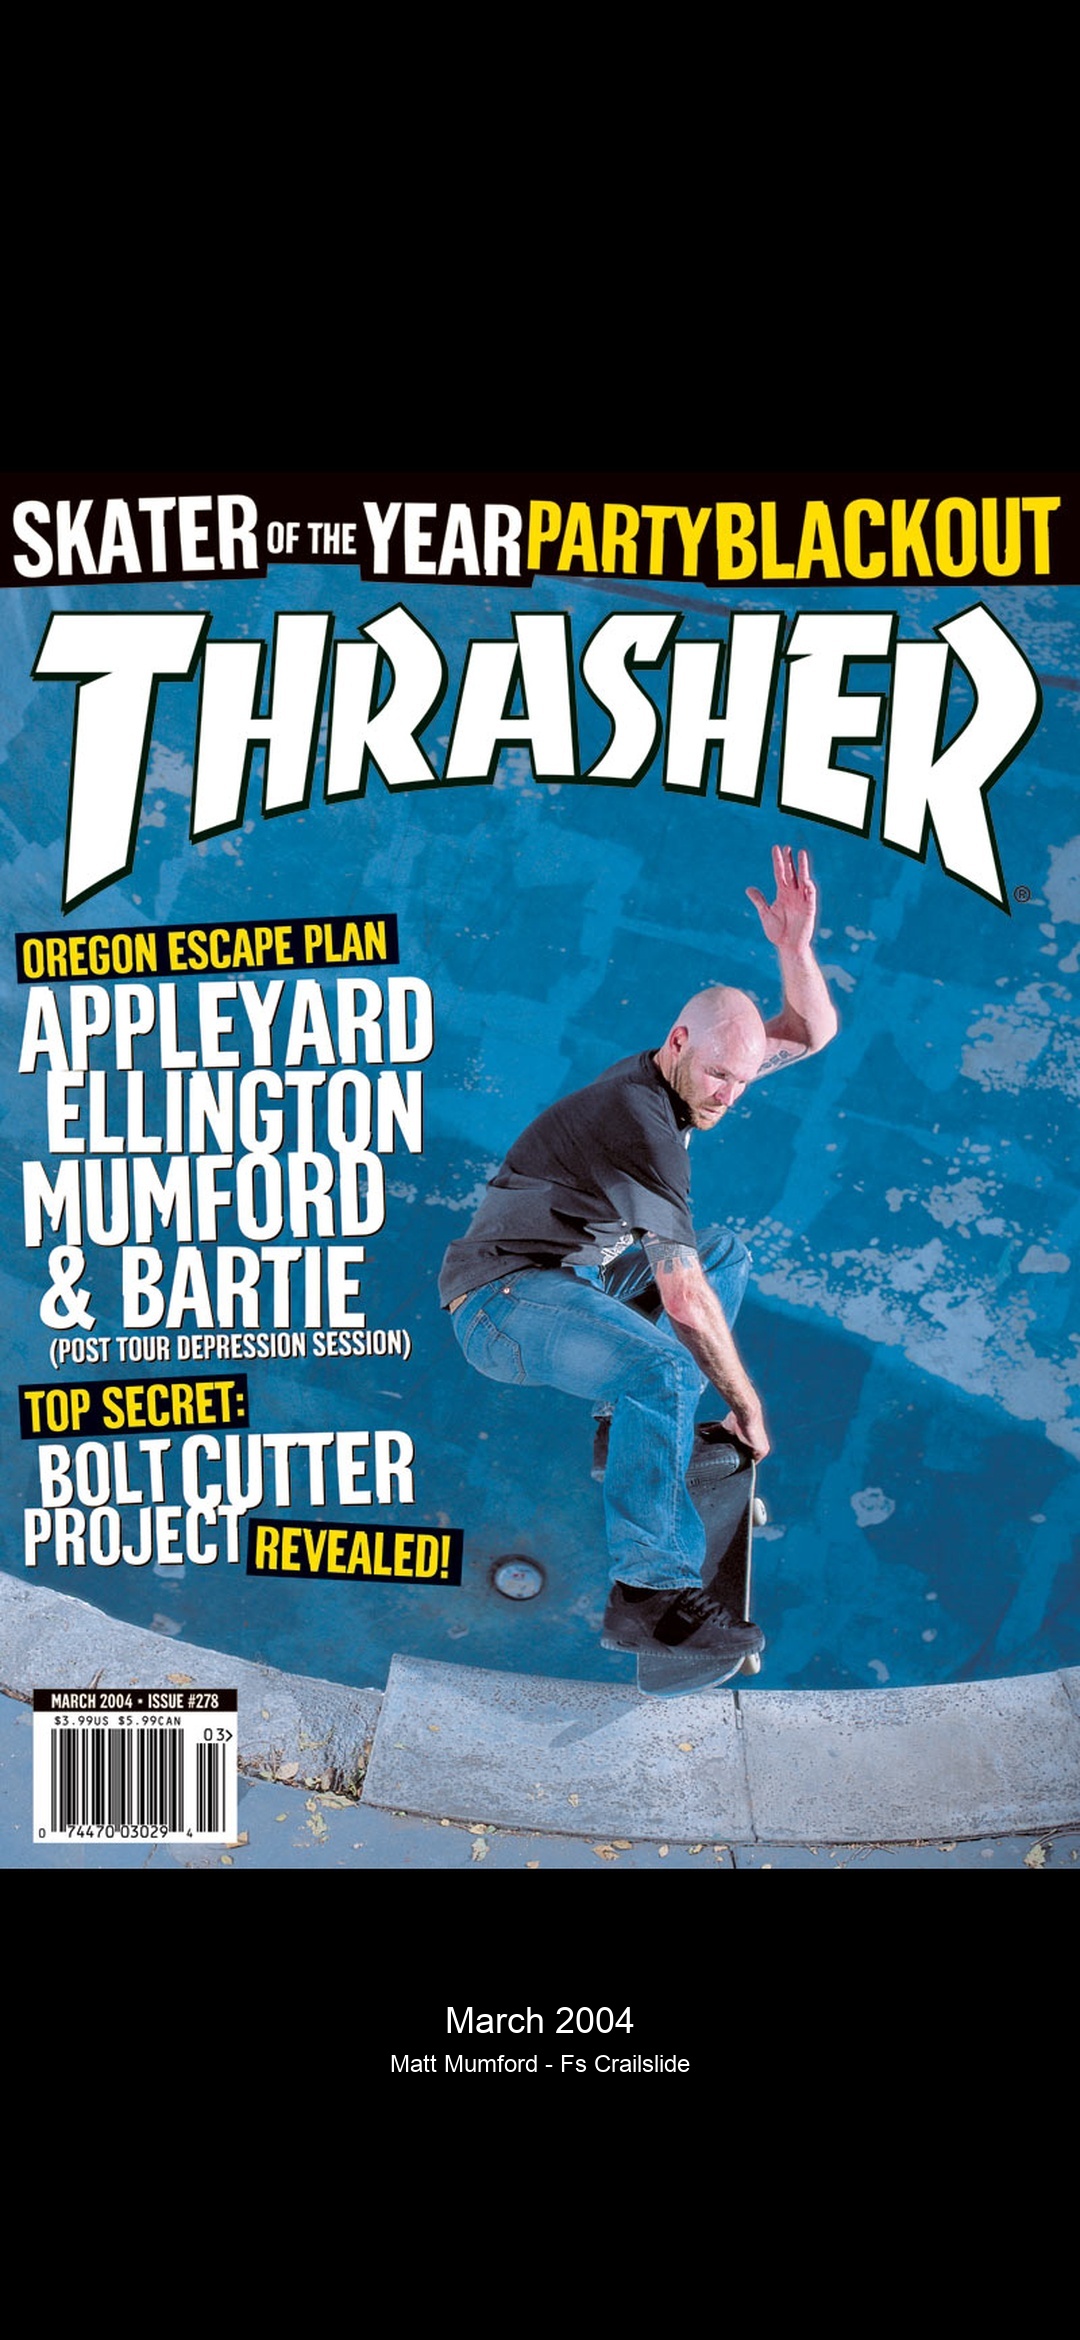 SKATER OF THE YEAR PARTY BLACKOUT
THRASHER
®
OREGON ESCAPE PLAN
APPLEYARD
ELLINGTON
MUMFORD
& BARTIE
(POST TOUR DEPRESSION SESSION)
TOP SECRET:
BOLT CUTTER
PROJECT REVEALED!
MARCH 2004 • ISSUE #278
$3.99US $5.99CAN
03>
0 74470 03029 4
March 2004
Matt Mumford - Fs Crailslide